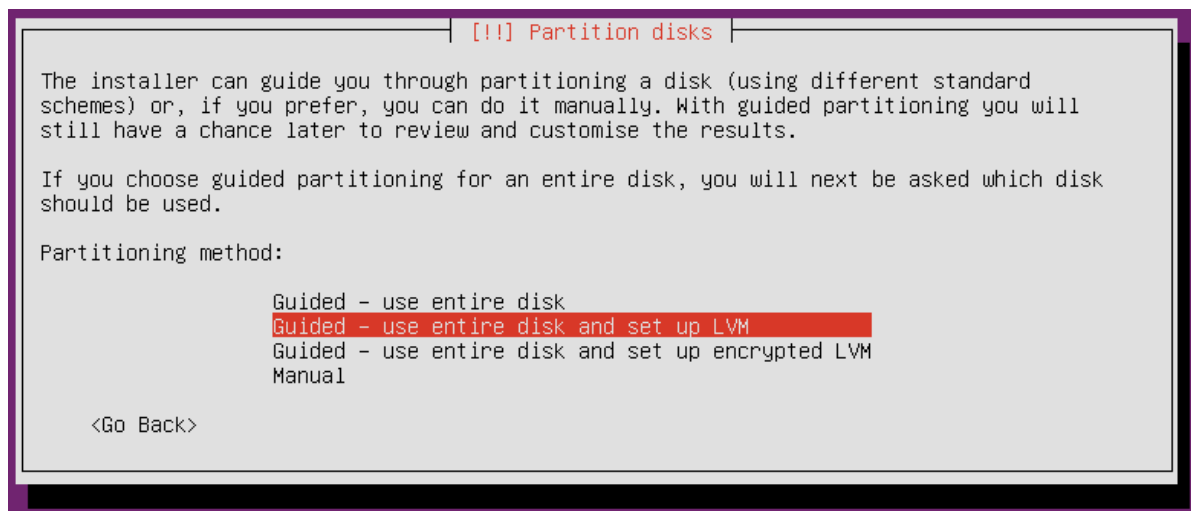 [!!] Partition disks
The installer can guide you through partitioning a disk (using different standard
schemes) or, if you prefer, you can do it manually. With guided partitioning you will
still have a chance later to review and customise the results.
If you choose guided partitioning for an entire disk, you will next be asked which disk
should be used.
Partitioning method:
Guided – use entire disk
Guided – use entire disk and set up LVM
Guided – use entire disk and set up encrypted LVM
Manual
<Go Back>